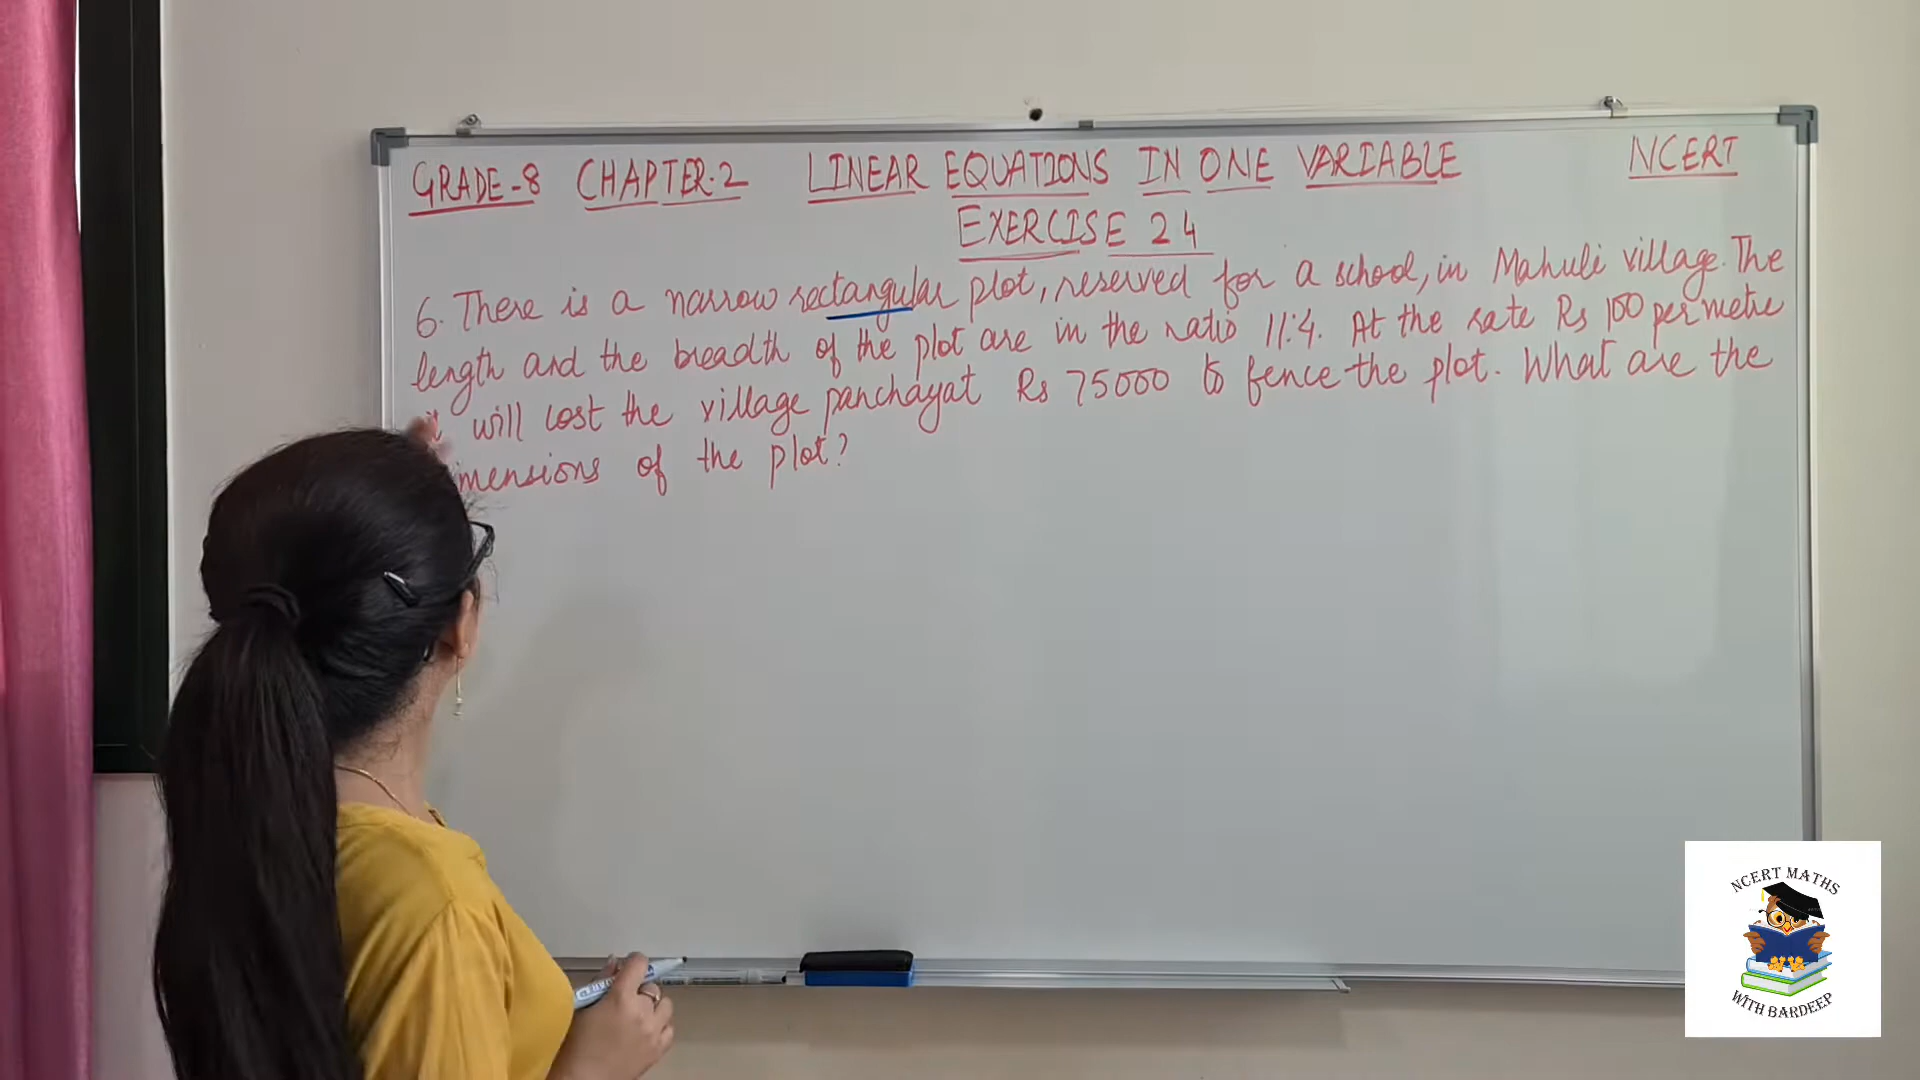 GRADE-8 CHAPTER.2 LINEAR EQUATIONS IN ONE VARIABLE NCERT
EXERCISE 2 4
6. There is a narrow rectangular plot, reserved for a school, in Mahuli village. The
length and the breadth of the plot are in the ratio 11:4. At the rate Rs 100 per metre
it will cost the village panchayat Rs 75000 to fence the plot. What are the
imensions of the plot?
NCERT MATHS
WITH BARDEEP